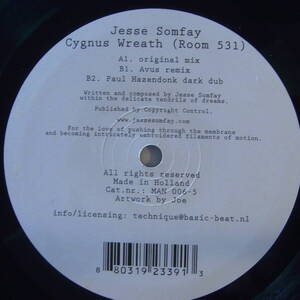 Jesse Somfay
Cygnus Wreath (Room 531)
A1. original mix
B1. Avus remix
B2. Paul Hazendonk dark dub
Written and composed by Jesse Somfay
within the delicate tendrils of dreams.
Published by Copyright Control.
www.jessesomfay.com
For the love of pushing through the membrane
and becoming intricately embroidered filaments of motion.
All rights reserved
Made in Holland
Cat.nr.: MAN 006-5
Artwork by Joe
info/licensing: technique@basic-beat.nl
8 80319 23391 3